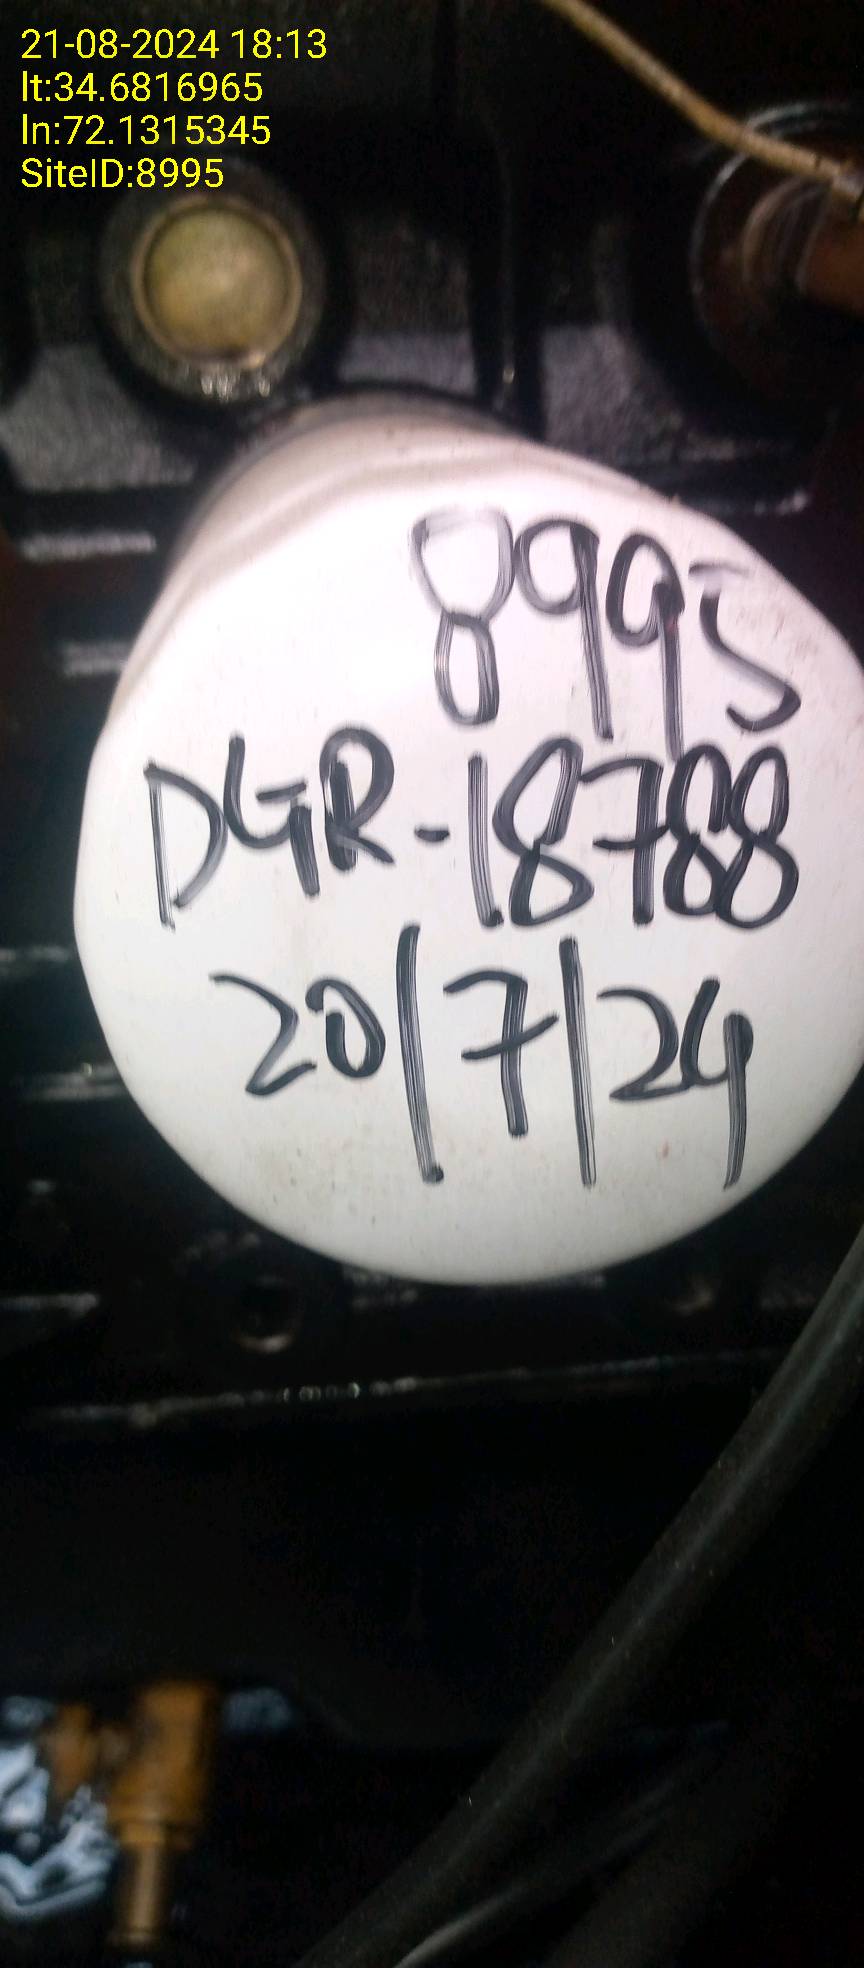 21-08-2024 18:13
lt:34.6816965
ln:72.1315345
SiteID:8995
8995
DGR-18788
20/7/24